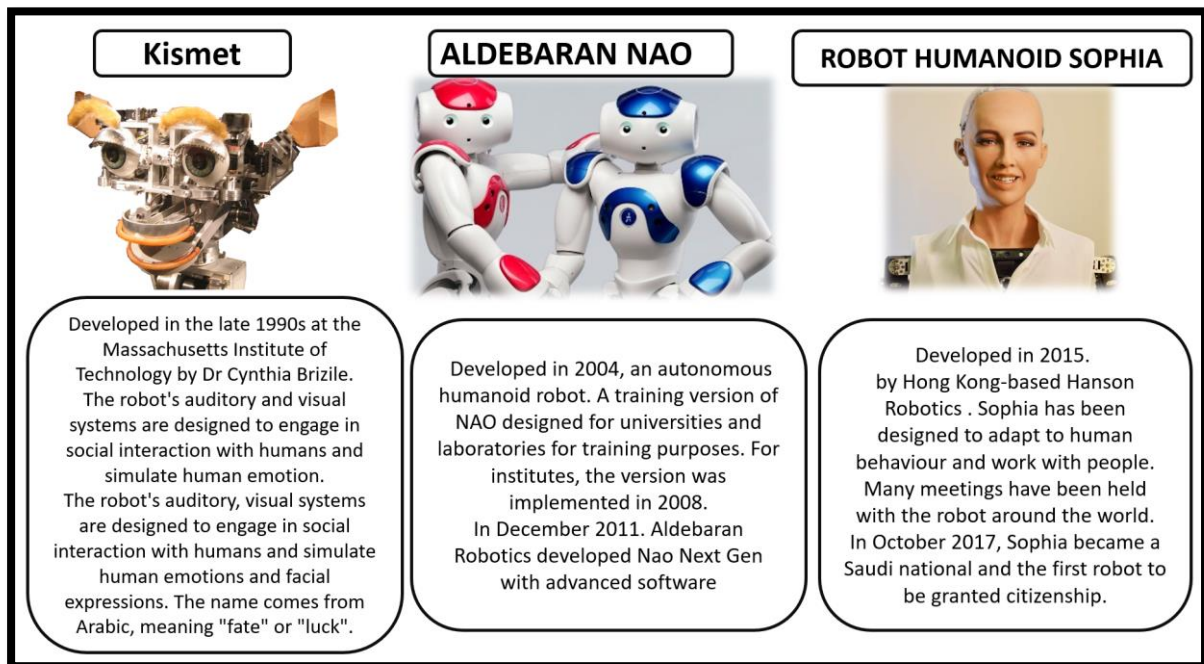 Kismet
Developed in the late 1990s at the
Massachusetts Institute of
Technology by Dr Cynthia Brizile.
The robot's auditory and visual
systems are designed to engage in
social interaction with humans and
simulate human emotion.
The robot's auditory, visual systems
are designed to engage in social
interaction with humans and simulate
human emotions and facial
expressions. The name comes from
Arabic, meaning "fate" or "luck".
ALDEBARAN NAO
Developed in 2004, an autonomous
humanoid robot. A training version of
NAO designed for universities and
laboratories for training purposes. For
institutes, the version was
implemented in 2008.
In December 2011. Aldebaran
Robotics developed Nao Next Gen
with advanced software
ROBOT HUMANOID SOPHIA
Developed in 2015.
by Hong Kong-based Hanson
Robotics . Sophia has been
designed to adapt to human
behaviour and work with people.
Many meetings have been held
with the robot around the world.
In October 2017, Sophia became a
Saudi national and the first robot to
be granted citizenship.